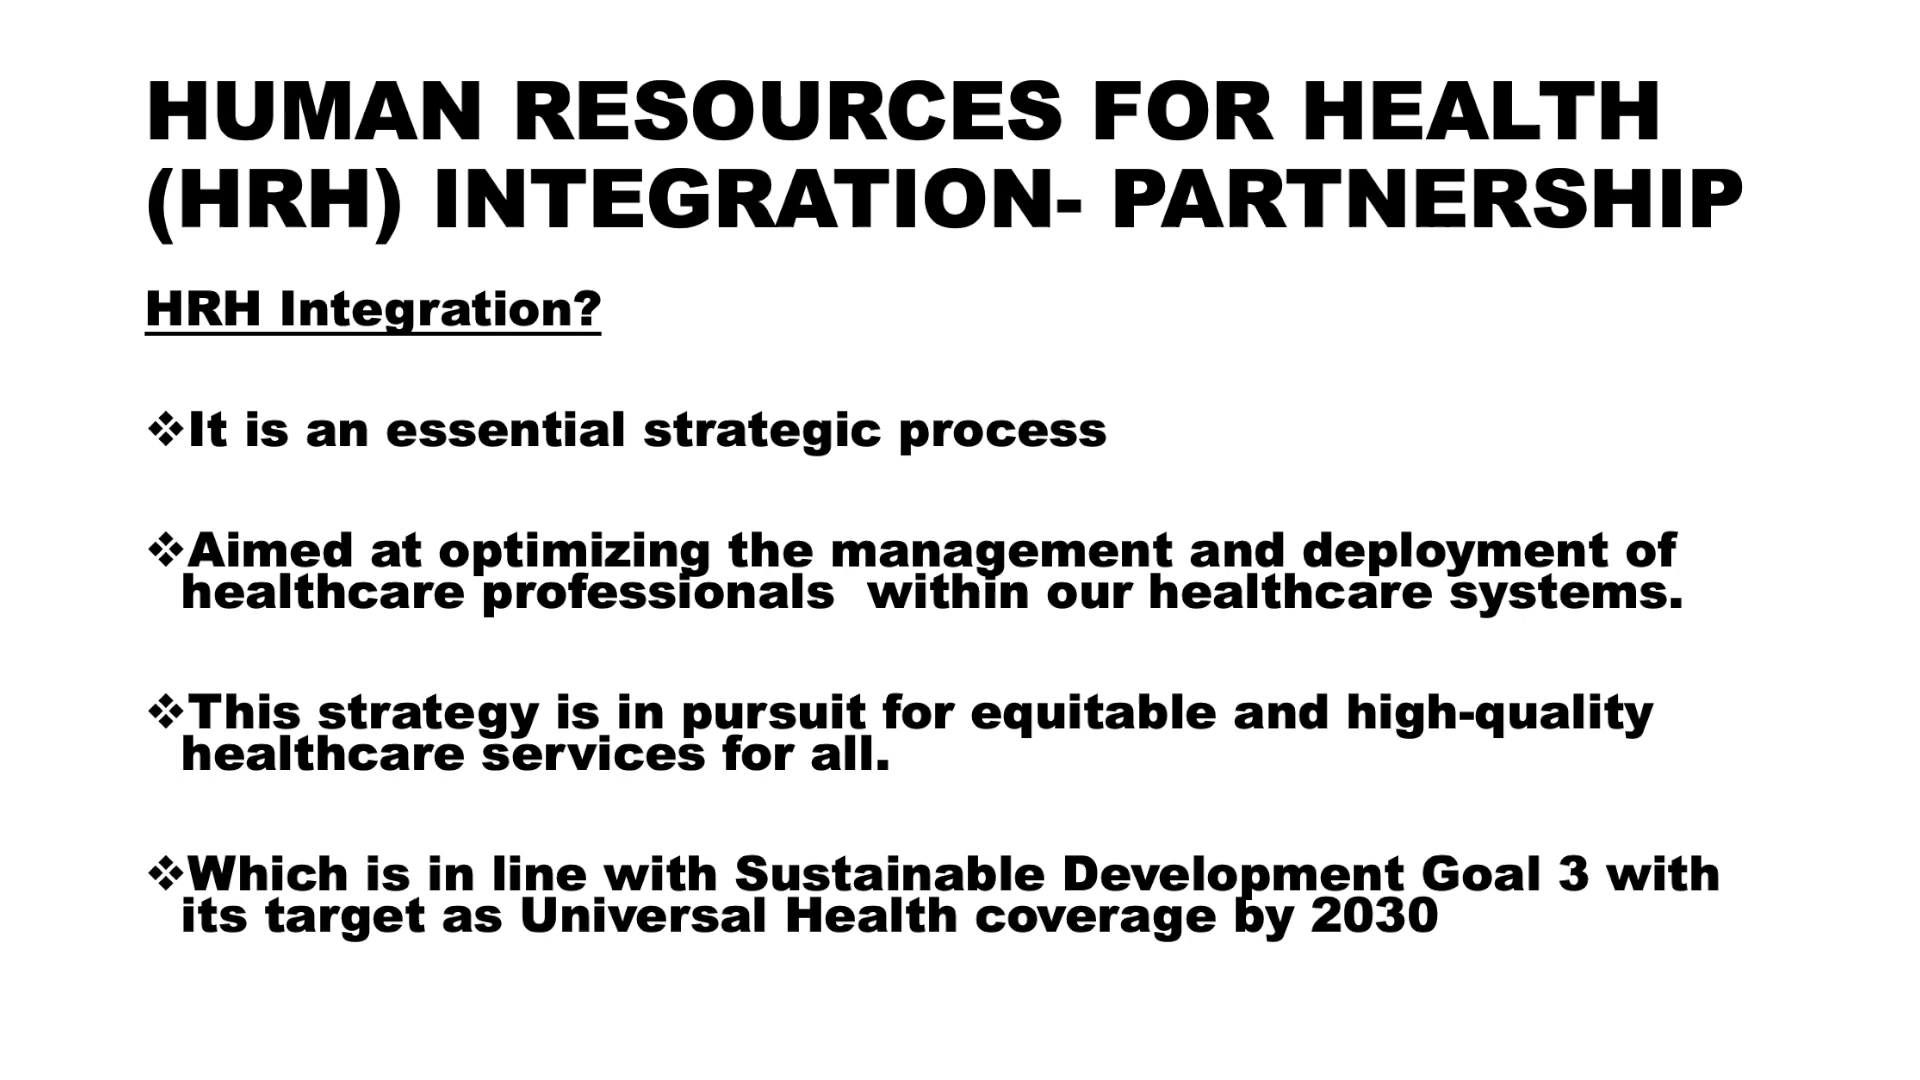 HUMAN RESOURCES FOR HEALTH
(HRH) INTEGRATION- PARTNERSHIP
HRH Integration?
❖It is an essential strategic process
❖Aimed at optimizing the management and deployment of
healthcare professionals  within our healthcare systems.
❖This strategy is in pursuit for equitable and high-quality
healthcare services for all.
❖Which is in line with Sustainable Development Goal 3 with
its target as Universal Health coverage by 2030